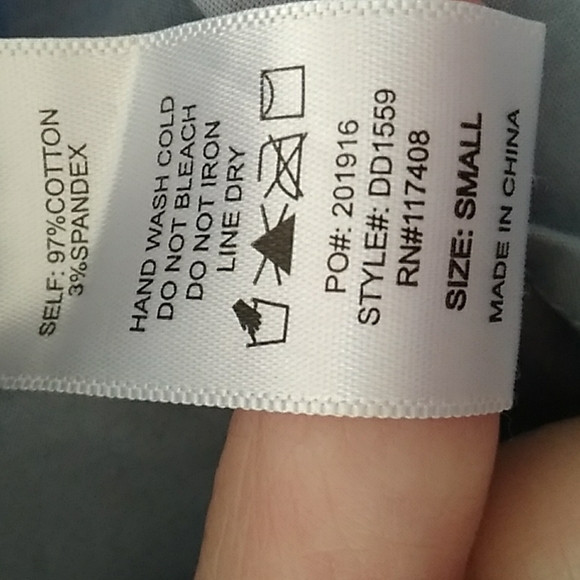 SELF: 97%COTTON
3%SPANDEX
HAND WASH COLD
DO NOT BLEACH
DO NOT IRON
LINE DRY
PO#: 201916
STYLE#: DD1559
RN#117408
SIZE: SMALL
MADE IN CHINA